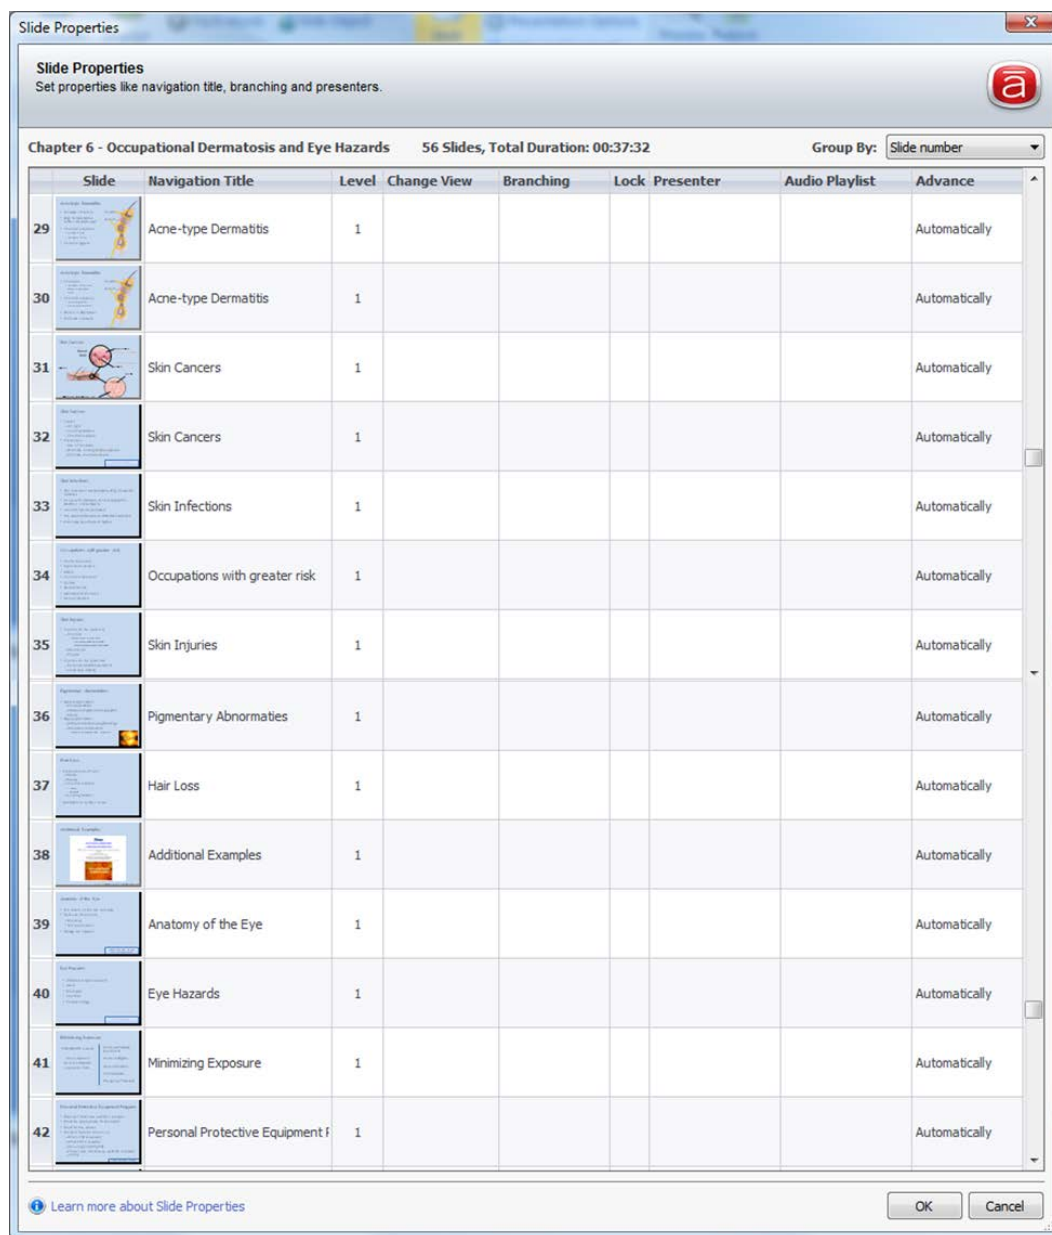 Slide Properties
Slide Properties
Set properties like navigation title, branching and presenters.
Chapter 6 - Occupational Dermatosis and Eye Hazards 56 Slides, Total Duration: 00:37:32 Group By: Slide number
Slide Navigation Title Level Change View Branching Lock Presenter Audio Playlist Advance
29 Acne-type Dermatitis 1 Automatically
30 Acne-type Dermatitis 1 Automatically
31 Skin Cancers 1 Automatically
32 Skin Cancers 1 Automatically
33 Skin Infections 1 Automatically
34 Occupations with greater risk 1 Automatically
35 Skin Injuries 1 Automatically
36 Pigmentary Abnormaties 1 Automatically
37 Hair Loss 1 Automatically
38 Additional Examples 1 Automatically
39 Anatomy of the Eye 1 Automatically
40 Eye Hazards 1 Automatically
41 Minimizing Exposure 1 Automatically
42 Personal Protective Equipment 1 Automatically
Learn more about Slide Properties
OK Cancel